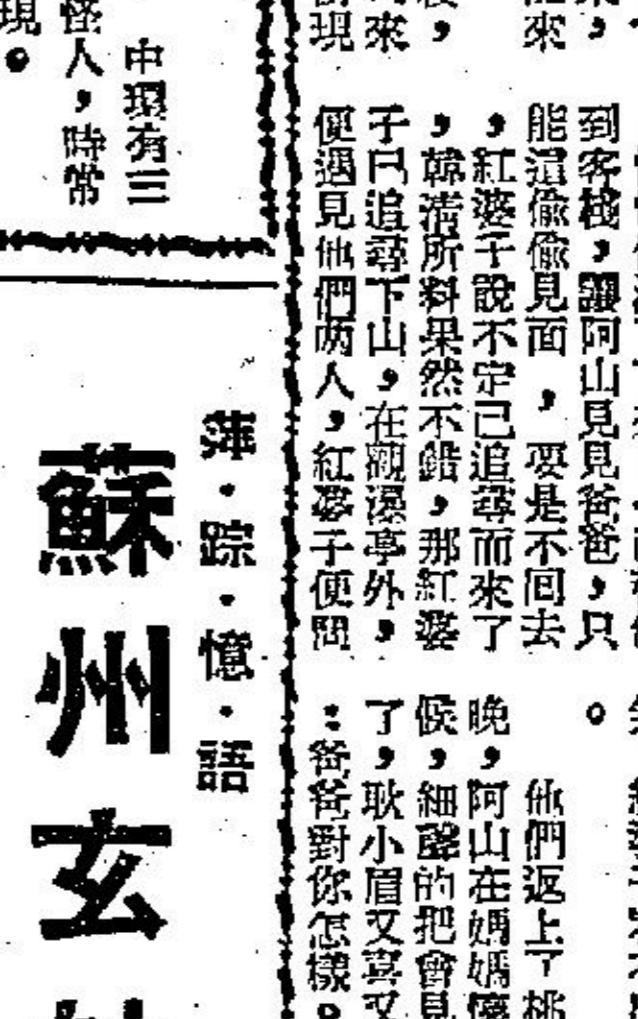 到客棧，讓阿山見見爸爸，只
能這偷偷見面，要是不回去
，紅婆子說不定已追尋而來了
，韓清所料果然不錯，那紅婆
子已追尋下山，在觀瀑亭外，
便遇見他們兩人，紅婆子便問
他們返上了桃
晚，阿山在媽媽懷
候，細聲的把會見
了，耿小眉又喜又
：爸爸對你怎樣。
中環有三
怪人，時常
現。
萍·踪·憶·語
蘇州玄